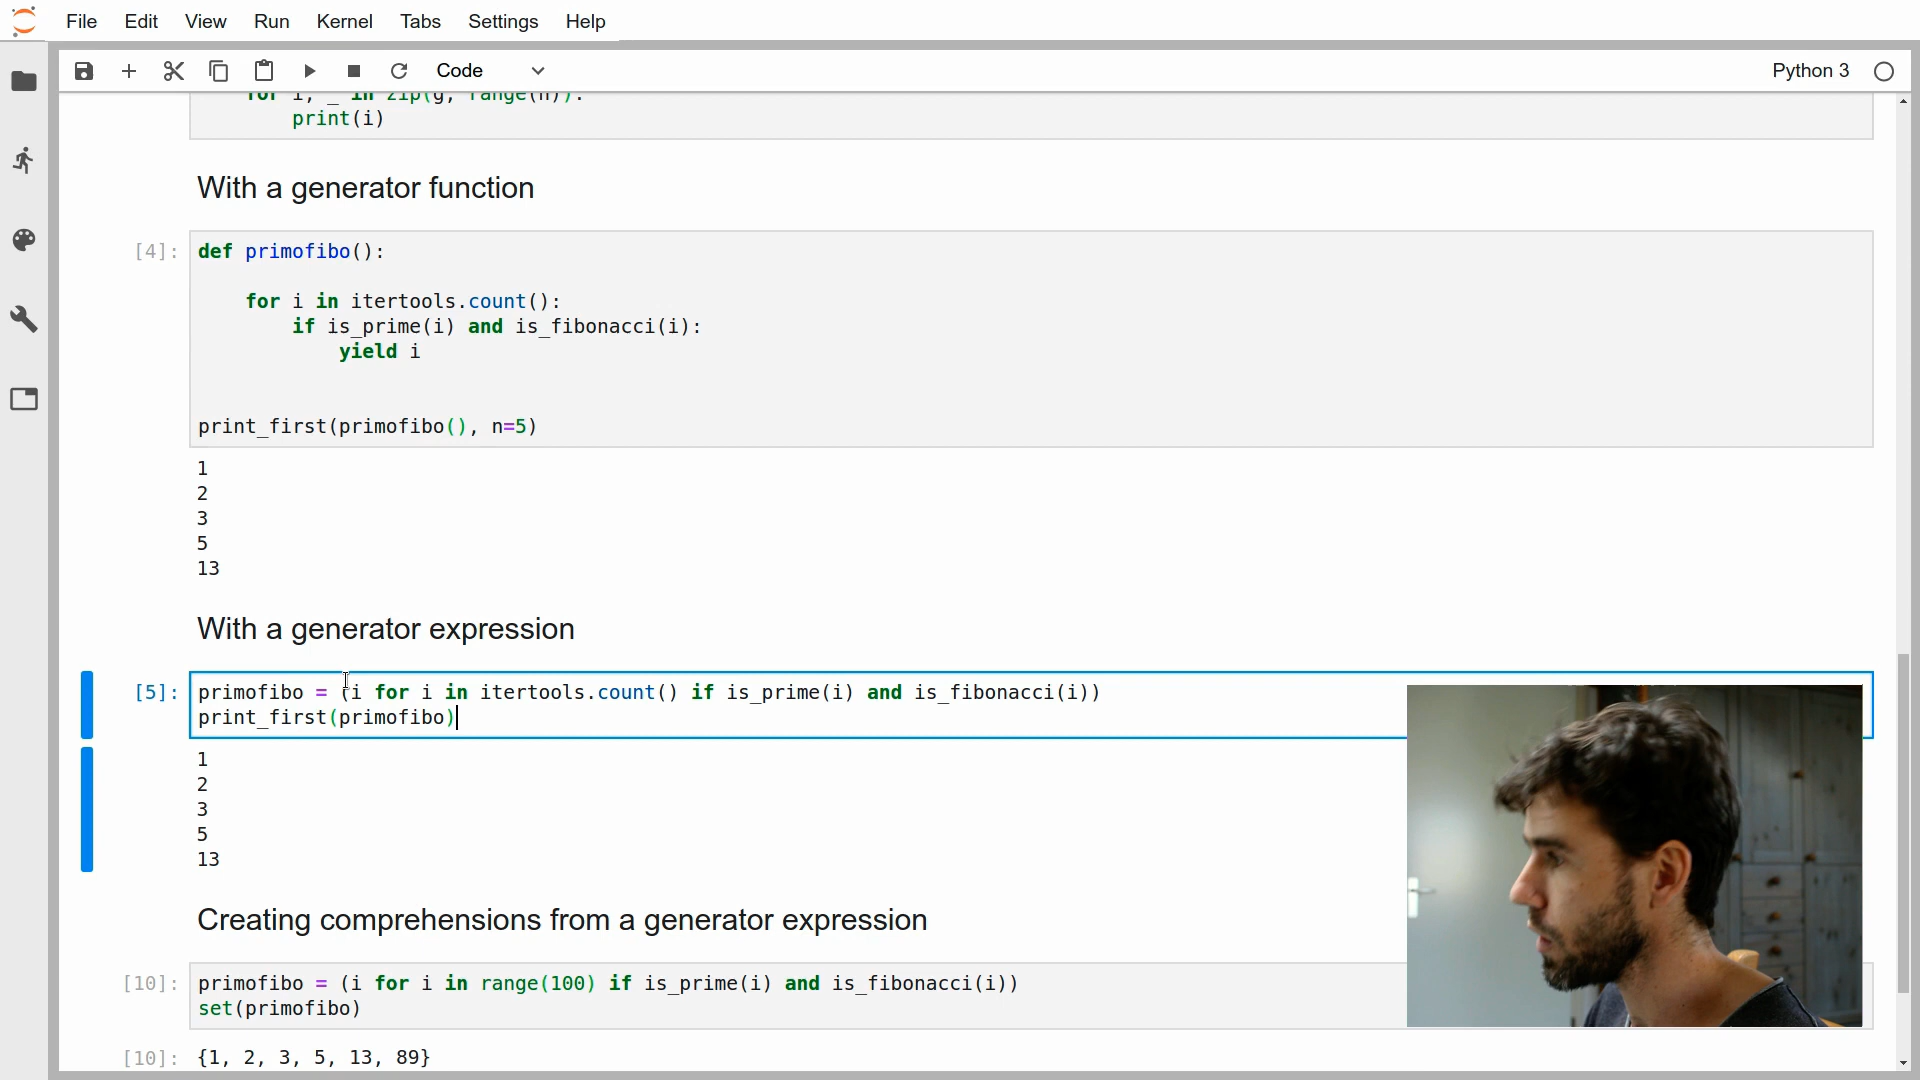 File Edit View Run Kernel Tabs Settings Help
Code
Python 3
for i, _ in zip(g, range(n)):
print(i)
With a generator function
[4]:
def primofibo():
for i in itertools.count():
if is_prime(i) and is_fibonacci(i):
yield i
print_first(primofibo(), n=5)
1
2
3
5
13
With a generator expression
[5]:
primofibo = (i for i in itertools.count() if is_prime(i) and is_fibonacci(i))
print_first(primofibo)
1
2
3
5
13
Creating comprehensions from a generator expression
[10]:
primofibo = (i for i in range(100) if is_prime(i) and is_fibonacci(i))
set(primofibo)
[10]: {1, 2, 3, 5, 13, 89}